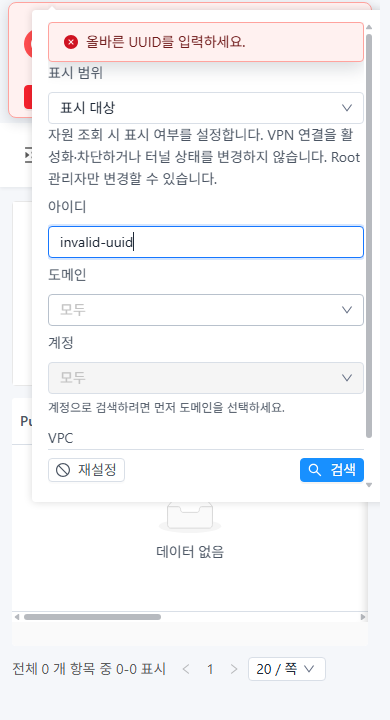 올바른 UUID를 입력하세요.
표시 범위
표시 대상
자원 조회 시 표시 여부를 설정합니다. VPN 연결을 활
성화·차단하거나 터널 상태를 변경하지 않습니다. Root
관리자만 변경할 수 있습니다.
아이디
invalid-uuid
도메인
모두
계정
모두
계정으로 검색하려면 먼저 도메인을 선택하세요.
VPC
재설정
검색
데이터 없음
전체 0 개 항목 중 0-0 표시
1
20 / 쪽